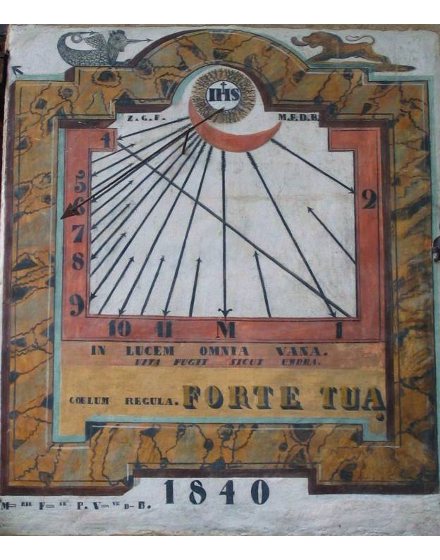 IHS
Z. G. F. M. F. D. B.
4
5
6
7
8
9
10 11 M 1
2
IN LUCEM OMNIA VANA.
VITA FUGIT SICUT UMBRA.
CŒLUM REGULA. FORTE TUA
1840